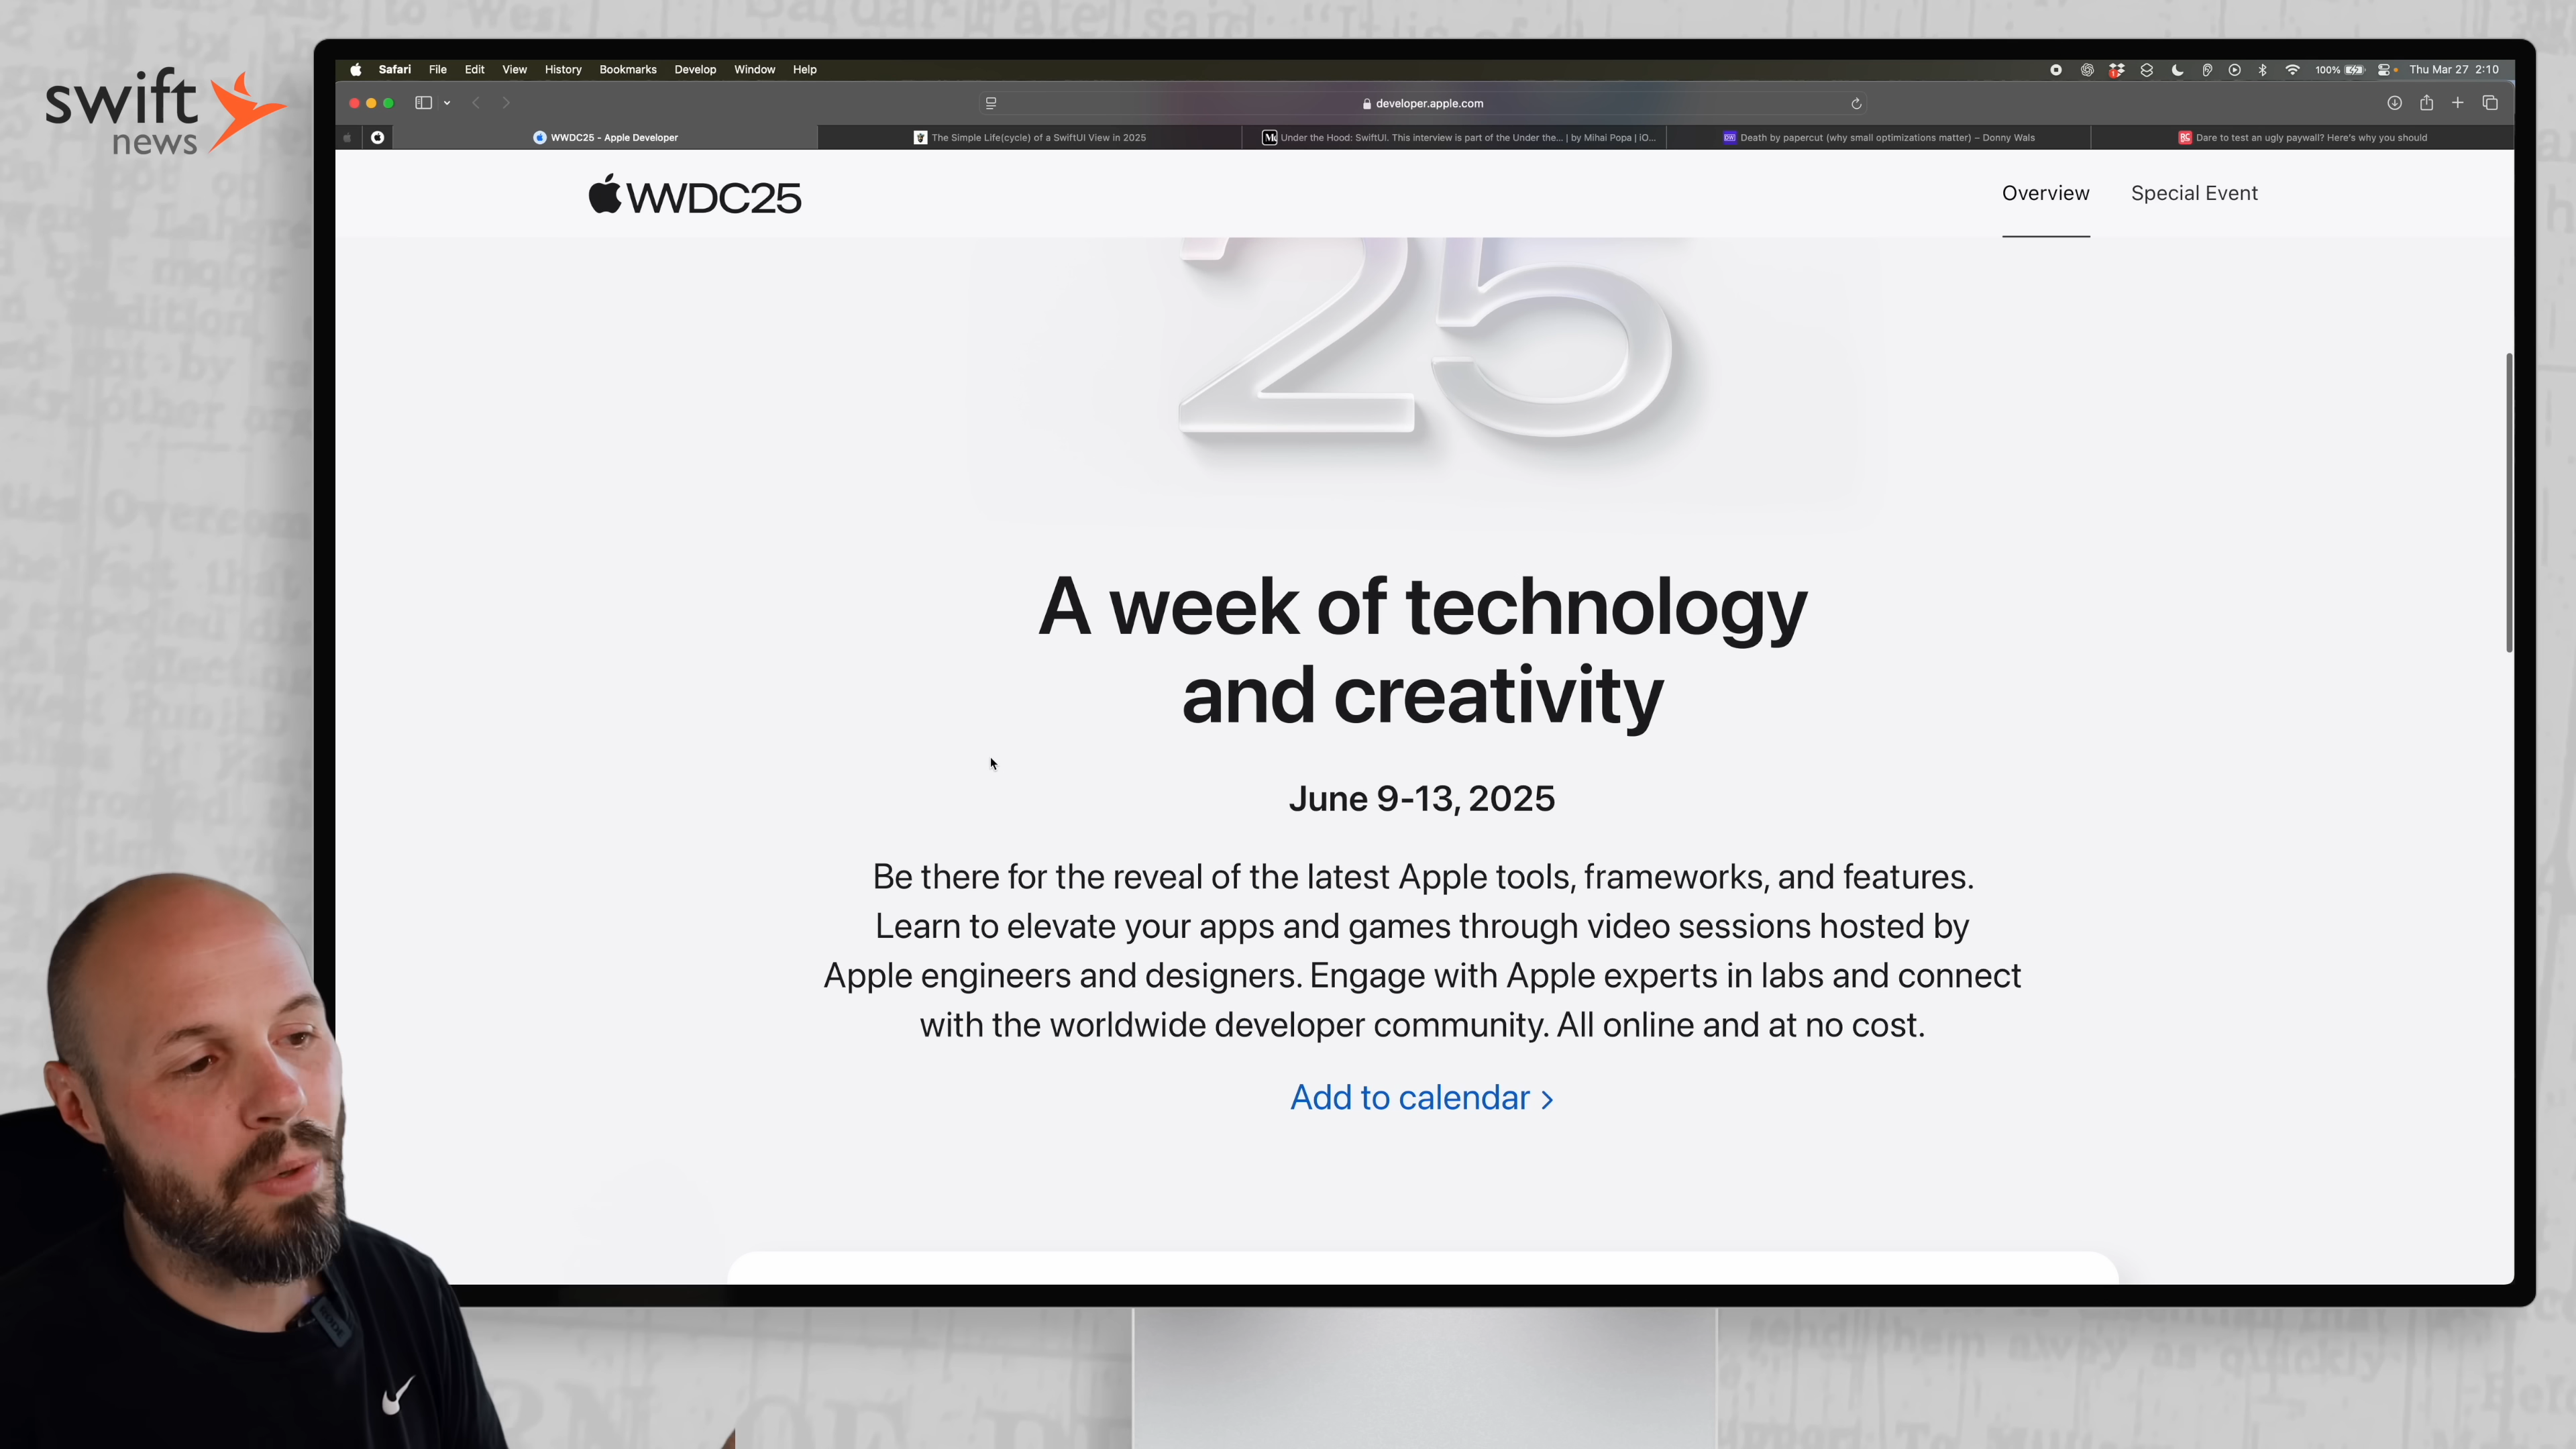 swift
news
Safari File Edit View History Bookmarks Develop Window Help
100% Thu Mar 27 2:10
developer.apple.com
WWDC25 - Apple Developer
The Simple Life(cycle) of a SwiftUI View in 2025
Under the Hood: SwiftUI. This interview is part of the Under the... | by Mihai Popa | iO...
Death by papercut (why small optimizations matter) – Donny Wals
Dare to test an ugly paywall? Here's why you should
WWDC25
Overview Special Event
25
A week of technology
and creativity
June 9-13, 2025
Be there for the reveal of the latest Apple tools, frameworks, and features.
Learn to elevate your apps and games through video sessions hosted by
Apple engineers and designers. Engage with Apple experts in labs and connect
with the worldwide developer community. All online and at no cost.
Add to calendar >